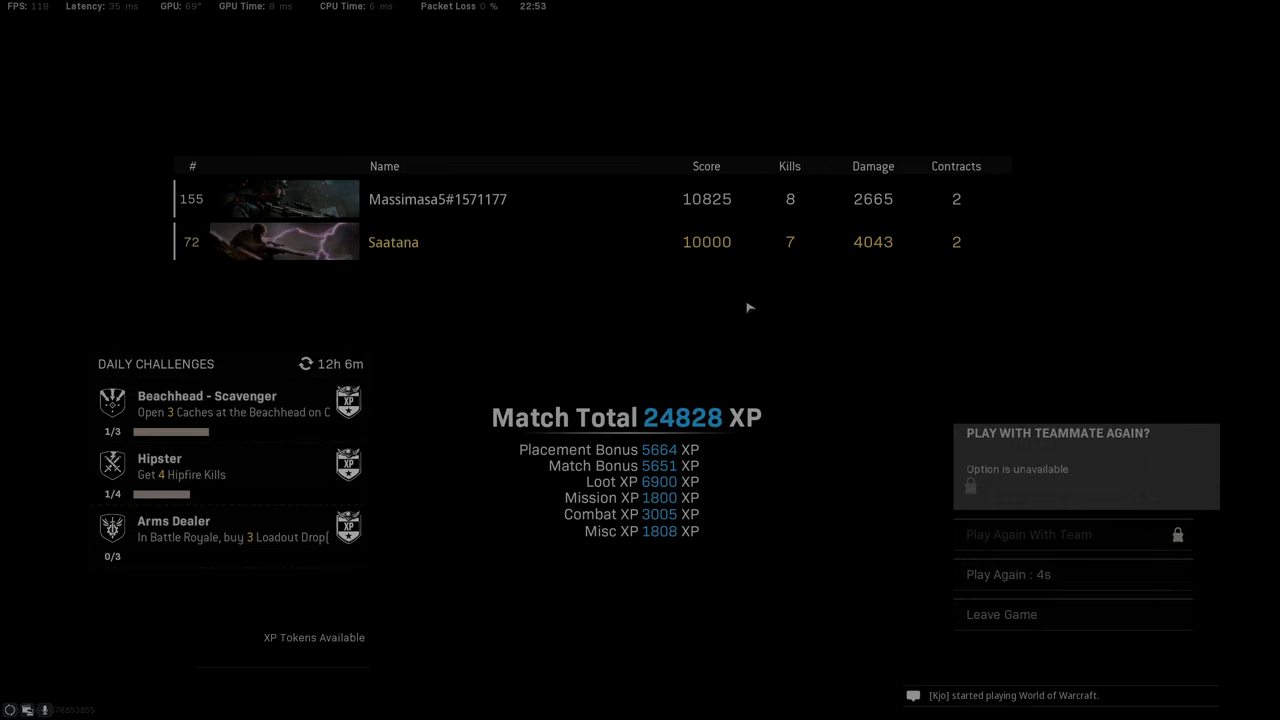 FPS: 118 Latency: 35 ms GPU: 69° GPU Time: 8 ms CPU Time: 6 ms Packet Loss 0 % 22:53
# Name Score Kills Damage Contracts
155 Massimasa5#1571177 10825 8 2665 2
72 Saatana 10000 7 4043 2
DAILY CHALLENGES 12h 6m
Beachhead - Scavenger
Open 3 Caches at the Beachhead on C
XP
1/3
Hipster
Get 4 Hipfire Kills
XP
1/4
Arms Dealer
In Battle Royale, buy 3 Loadout Drop(
XP
0/3
XP Tokens Available
Match Total 24828 XP
Placement Bonus 5664 XP
Match Bonus 5651 XP
Loot XP 6900 XP
Mission XP 1800 XP
Combat XP 3005 XP
Misc XP 1808 XP
PLAY WITH TEAMMATE AGAIN?
Option is unavailable
Play Again With Team
Play Again : 4s
Leave Game
[Kjo] started playing World of Warcraft.